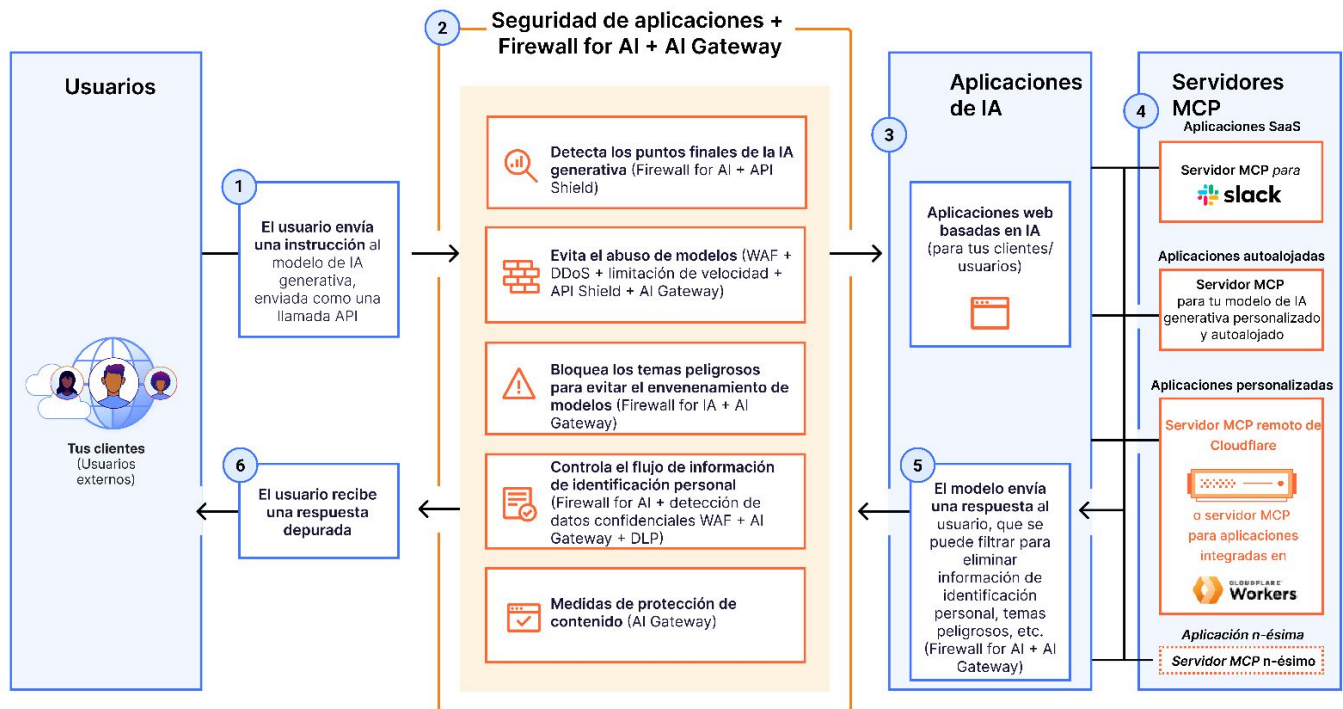 Usuarios
1
El usuario envía
una instrucción al
modelo de IA
generativa,
enviada como una
llamada API
Tus clientes
(Usuarios
externos)
6
El usuario recibe
una respuesta
depurada
2
Seguridad de aplicaciones +
Firewall for AI + AI Gateway
Detecta los puntos finales de la IA
generativa (Firewall for AI + API
Shield)
Evita el abuso de modelos (WAF +
DDoS + limitación de velocidad +
API Shield + AI Gateway)
Bloquea los temas peligrosos
para evitar el envenenamiento de
modelos (Firewall for IA + AI
Gateway)
Controla el flujo de información
de identificación personal
(Firewall for AI + detección de
datos confidenciales WAF + AI
Gateway + DLP)
Medidas de protección de
contenido (AI Gateway)
Aplicaciones
de IA
3
Aplicaciones web
basadas en IA
(para tus clientes/
usuarios)
5
El modelo envía
una respuesta al
usuario, que se
puede filtrar para
eliminar
información de
identificación
personal, temas
peligrosos, etc.
(Firewall for AI + AI
Gateway)
Servidores
MCP
4
Aplicaciones SaaS
Servidor MCP para
slack
Aplicaciones autoalojadas
Servidor MCP
para tu modelo de IA
generativa personalizado
y autoalojado
Aplicaciones personalizadas
Servidor MCP remoto de
Cloudflare
o servidor MCP
para aplicaciones
integradas en
CLOUDFLARE
Workers
Aplicación n-ésima
Servidor MCP n-ésimo